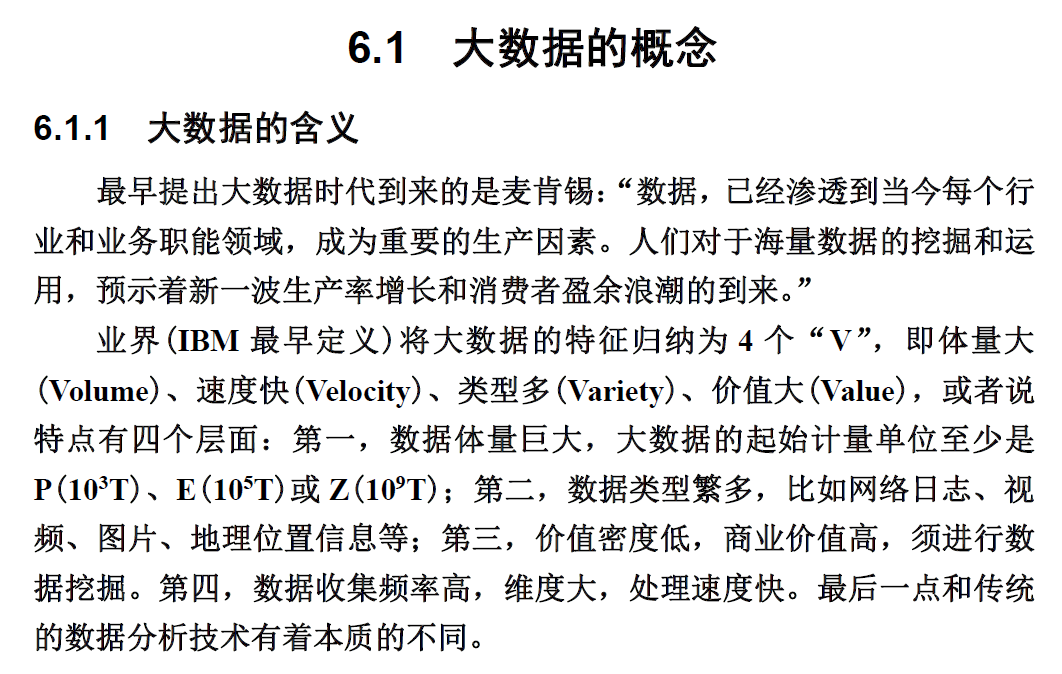 6.1 大数据的概念
6.1.1 大数据的含义
最早提出大数据时代到来的是麦肯锡：“数据，已经渗透到当今每个行
业和业务职能领域，成为重要的生产因素。人们对于海量数据的挖掘和运
用，预示着新一波生产率增长和消费者盈余浪潮的到来。”
业界(IBM 最早定义)将大数据的特征归纳为 4 个“V”，即体量大
(Volume)、速度快(Velocity)、类型多(Variety)、价值大(Value)，或者说
特点有四个层面：第一，数据体量巨大，大数据的起始计量单位至少是
P(10³T)、E(10⁵T)或 Z(10⁹T)；第二，数据类型繁多，比如网络日志、视
频、图片、地理位置信息等；第三，价值密度低，商业价值高，须进行数
据挖掘。第四，数据收集频率高，维度大，处理速度快。最后一点和传统
的数据分析技术有着本质的不同。